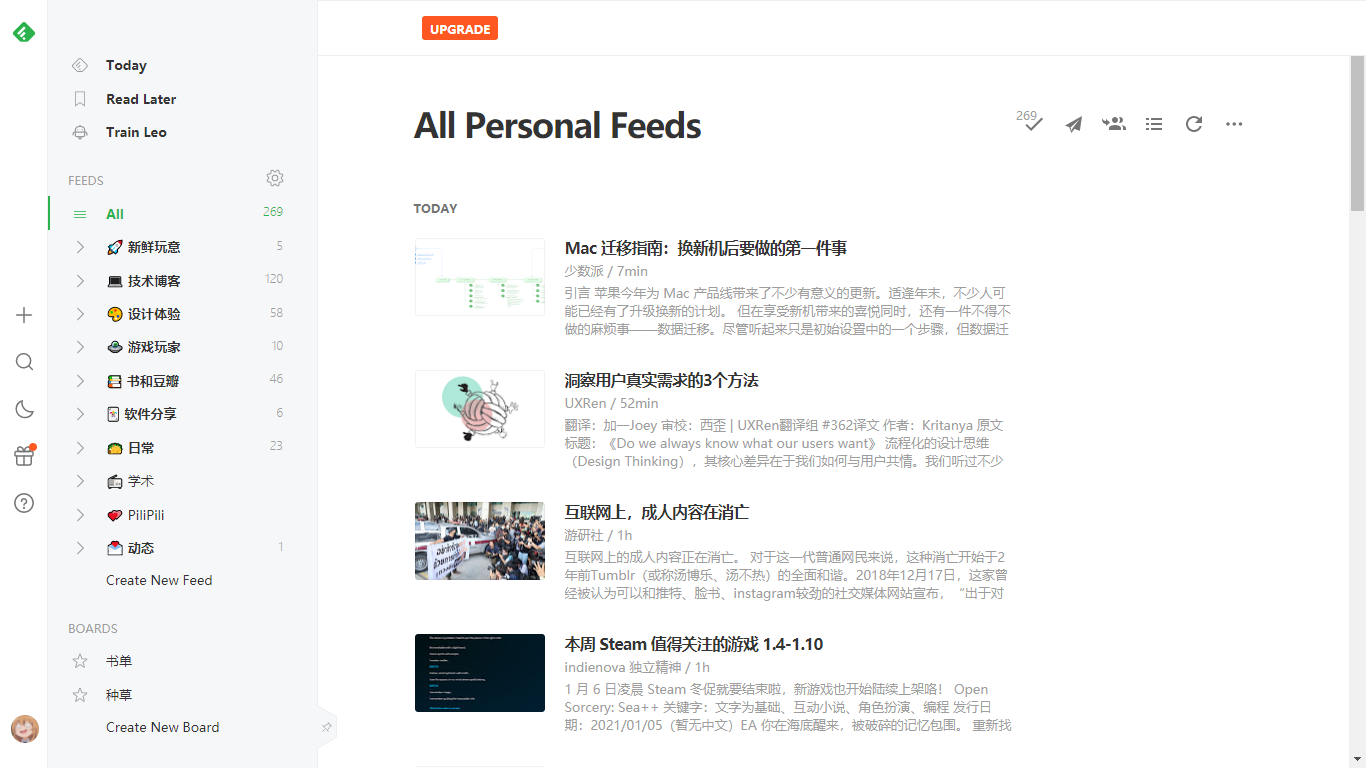 UPGRADE
Today
Read Later
Train Leo
FEEDS
All 269
新鲜玩意 5
技术博客 120
设计体验 58
游戏玩家 10
书和豆瓣 46
软件分享 6
日常 23
学术
PiliPili
动态 1
Create New Feed
BOARDS
书单
种草
Create New Board
All Personal Feeds
269
TODAY
Mac 迁移指南：换新机后要做的第一件事
少数派 / 7min
引言 苹果今年为 Mac 产品线带来了不少有意义的更新。适逢年末，不少人可
能已经有了升级换新的计划。 但在享受新机带来的喜悦同时，还有一件不得不
做的麻烦事——数据迁移。尽管听起来只是初始设置中的一个步骤，但数据迁
洞察用户真实需求的3个方法
UXRen / 52min
翻译：加一Joey 审校：西歪 | UXRen翻译组 #362译文 作者：Kritanya 原文
标题：《Do we always know what our users want》 流程化的设计思维
（Design Thinking），其核心差异在于我们如何与用户共情。我们听过不少
互联网上，成人内容在消亡
游研社 / 1h
互联网上的成人内容正在消亡。 对于这一代普通网民来说，这种消亡开始于2
年前Tumblr（或称汤博乐、汤不热）的全面和谐。2018年12月17日，这家曾
经被认为可以和推特、脸书、instagram较劲的社交媒体网站宣布，“出于对
本周 Steam 值得关注的游戏 1.4-1.10
indienova 独立精神 / 1h
1 月 6 日凌晨 Steam 冬促就要结束啦，新游戏也开始陆续上架咯！ Open
Sorcery: Sea++ 关键字：文字为基础、互动小说、角色扮演、编程 发行日
期：2021/01/05（暂无中文）EA 你在海底醒来，被破碎的记忆包围。 重新找